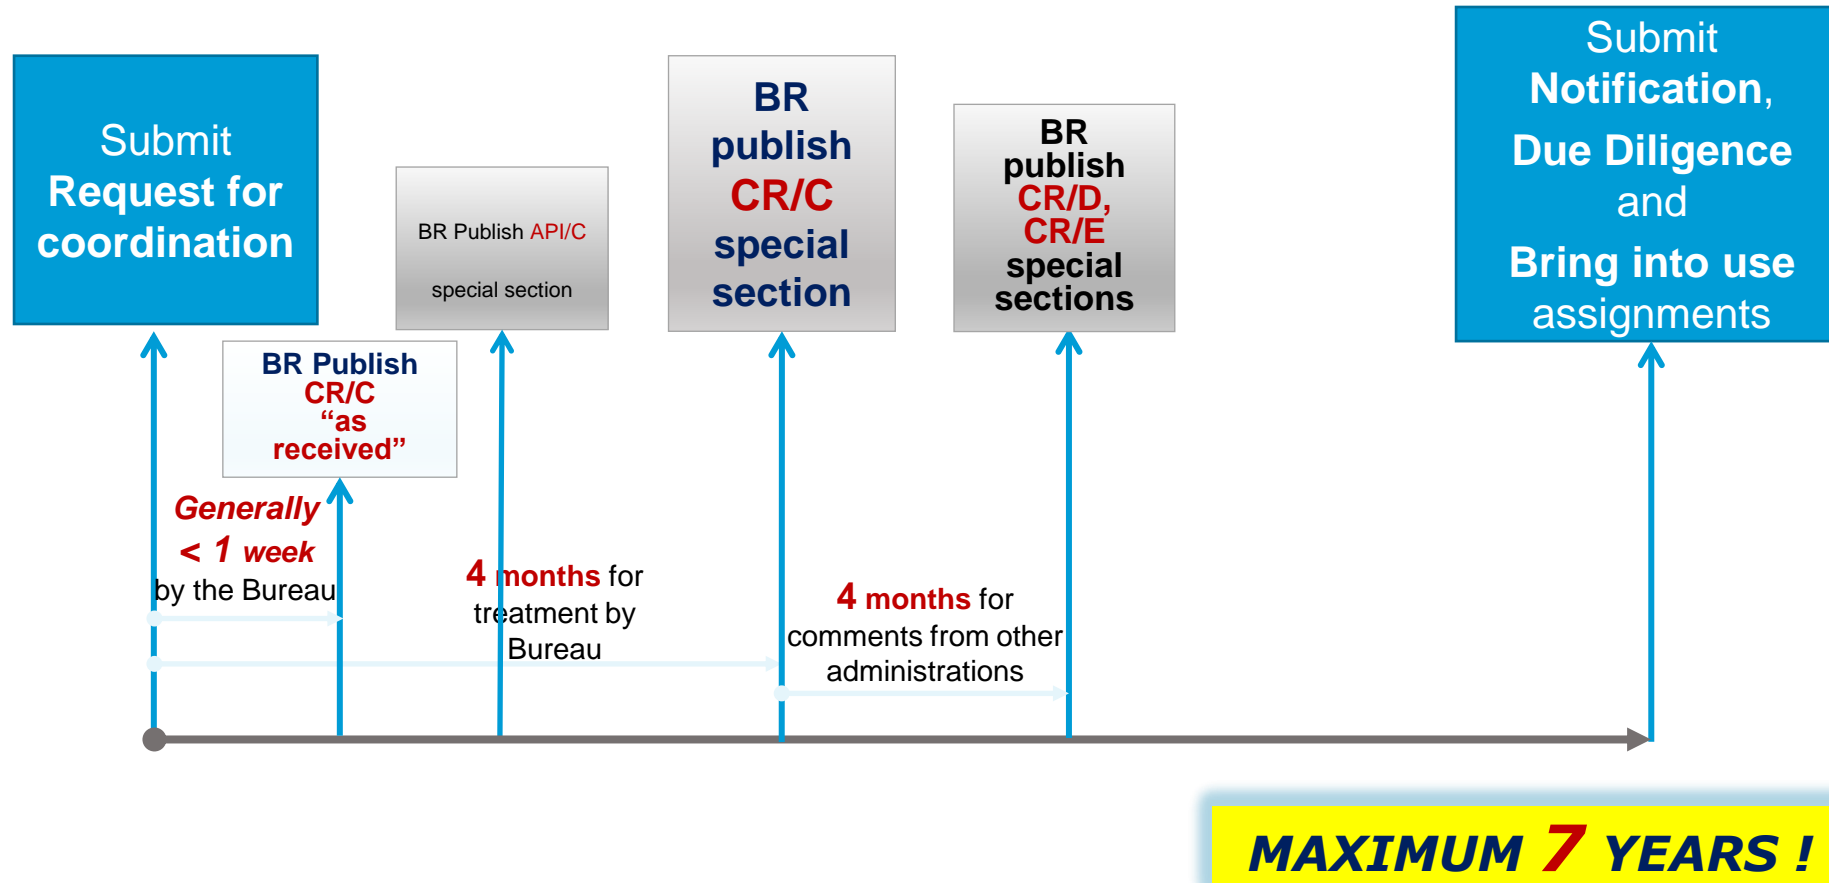 Submit
Request for
coordination
BR Publish
CR/C
“as
received”
BR Publish API/C
special section
BR
publish
CR/C
special
section
BR
publish
CR/D,
CR/E
special
sections
Submit
Notification,
Due Diligence
and
Bring into use
assignments
Generally
< 1 week
by the Bureau
4 months for
treatment by
Bureau
4 months for
comments from other
administrations
MAXIMUM 7 YEARS !